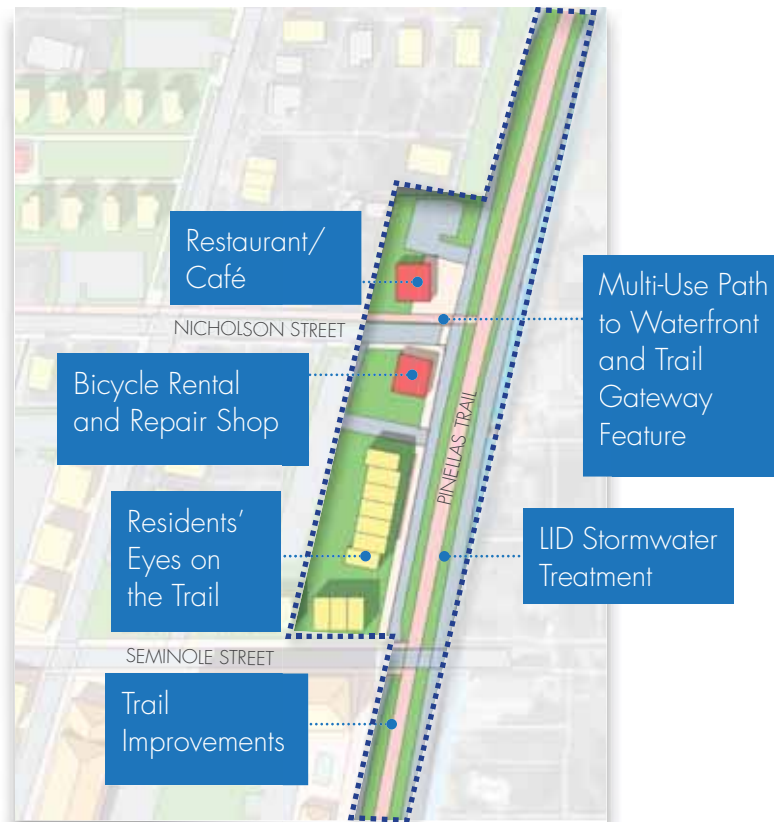 Restaurant/
Café
NICHOLSON STREET
Bicycle Rental
and Repair Shop
Multi-Use Path
to Waterfront
and Trail
Gateway
Feature
PINELLAS TRAIL
Residents'
Eyes on
the Trail
LID Stormwater
Treatment
SEMINOLE STREET
Trail
Improvements